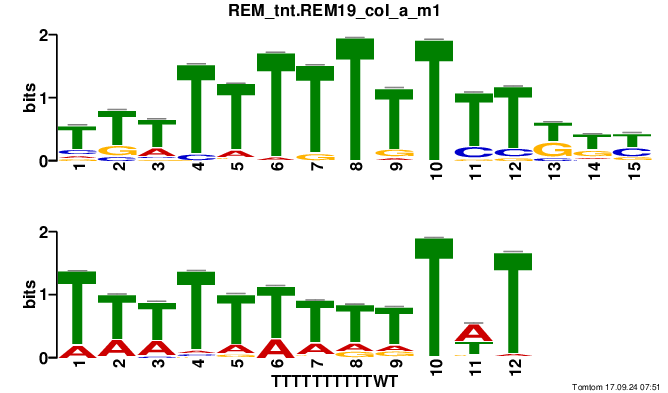 REM_tnt.REM19_col_a_m1
bits
2
1
0
1 2 3 4 5 6 7 8 9 10 11 12 13 14 15
bits
2
1
0
1 2 3 4 5 6 7 8 9 10 11 12
TTTTTTTTTTWT
Tomtom 17.09.24 07:51